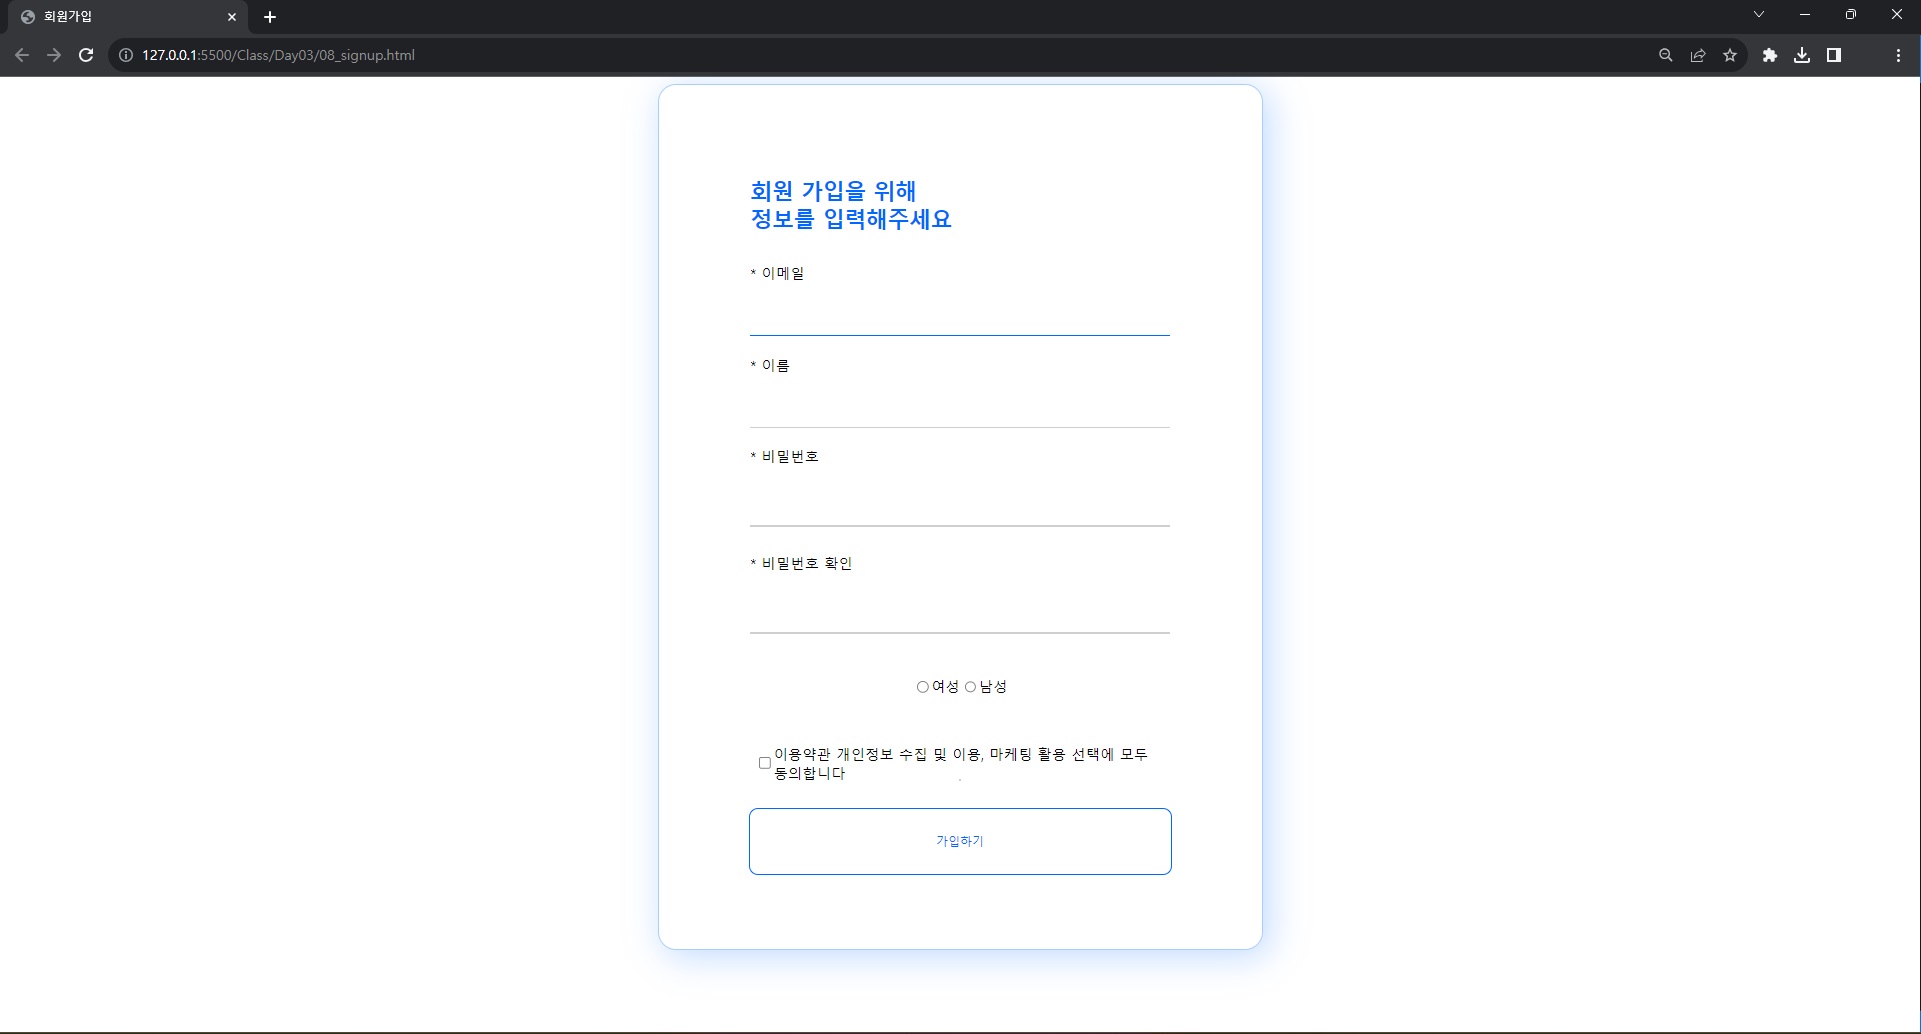 회원가입
127.0.0.1:5500/Class/Day03/08_signup.html
회원 가입을 위해
정보를 입력해주세요
* 이메일
* 이름
* 비밀번호
* 비밀번호 확인
여성 남성
이용약관 개인정보 수집 및 이용, 마케팅 활용 선택에 모두
동의합니다
가입하기